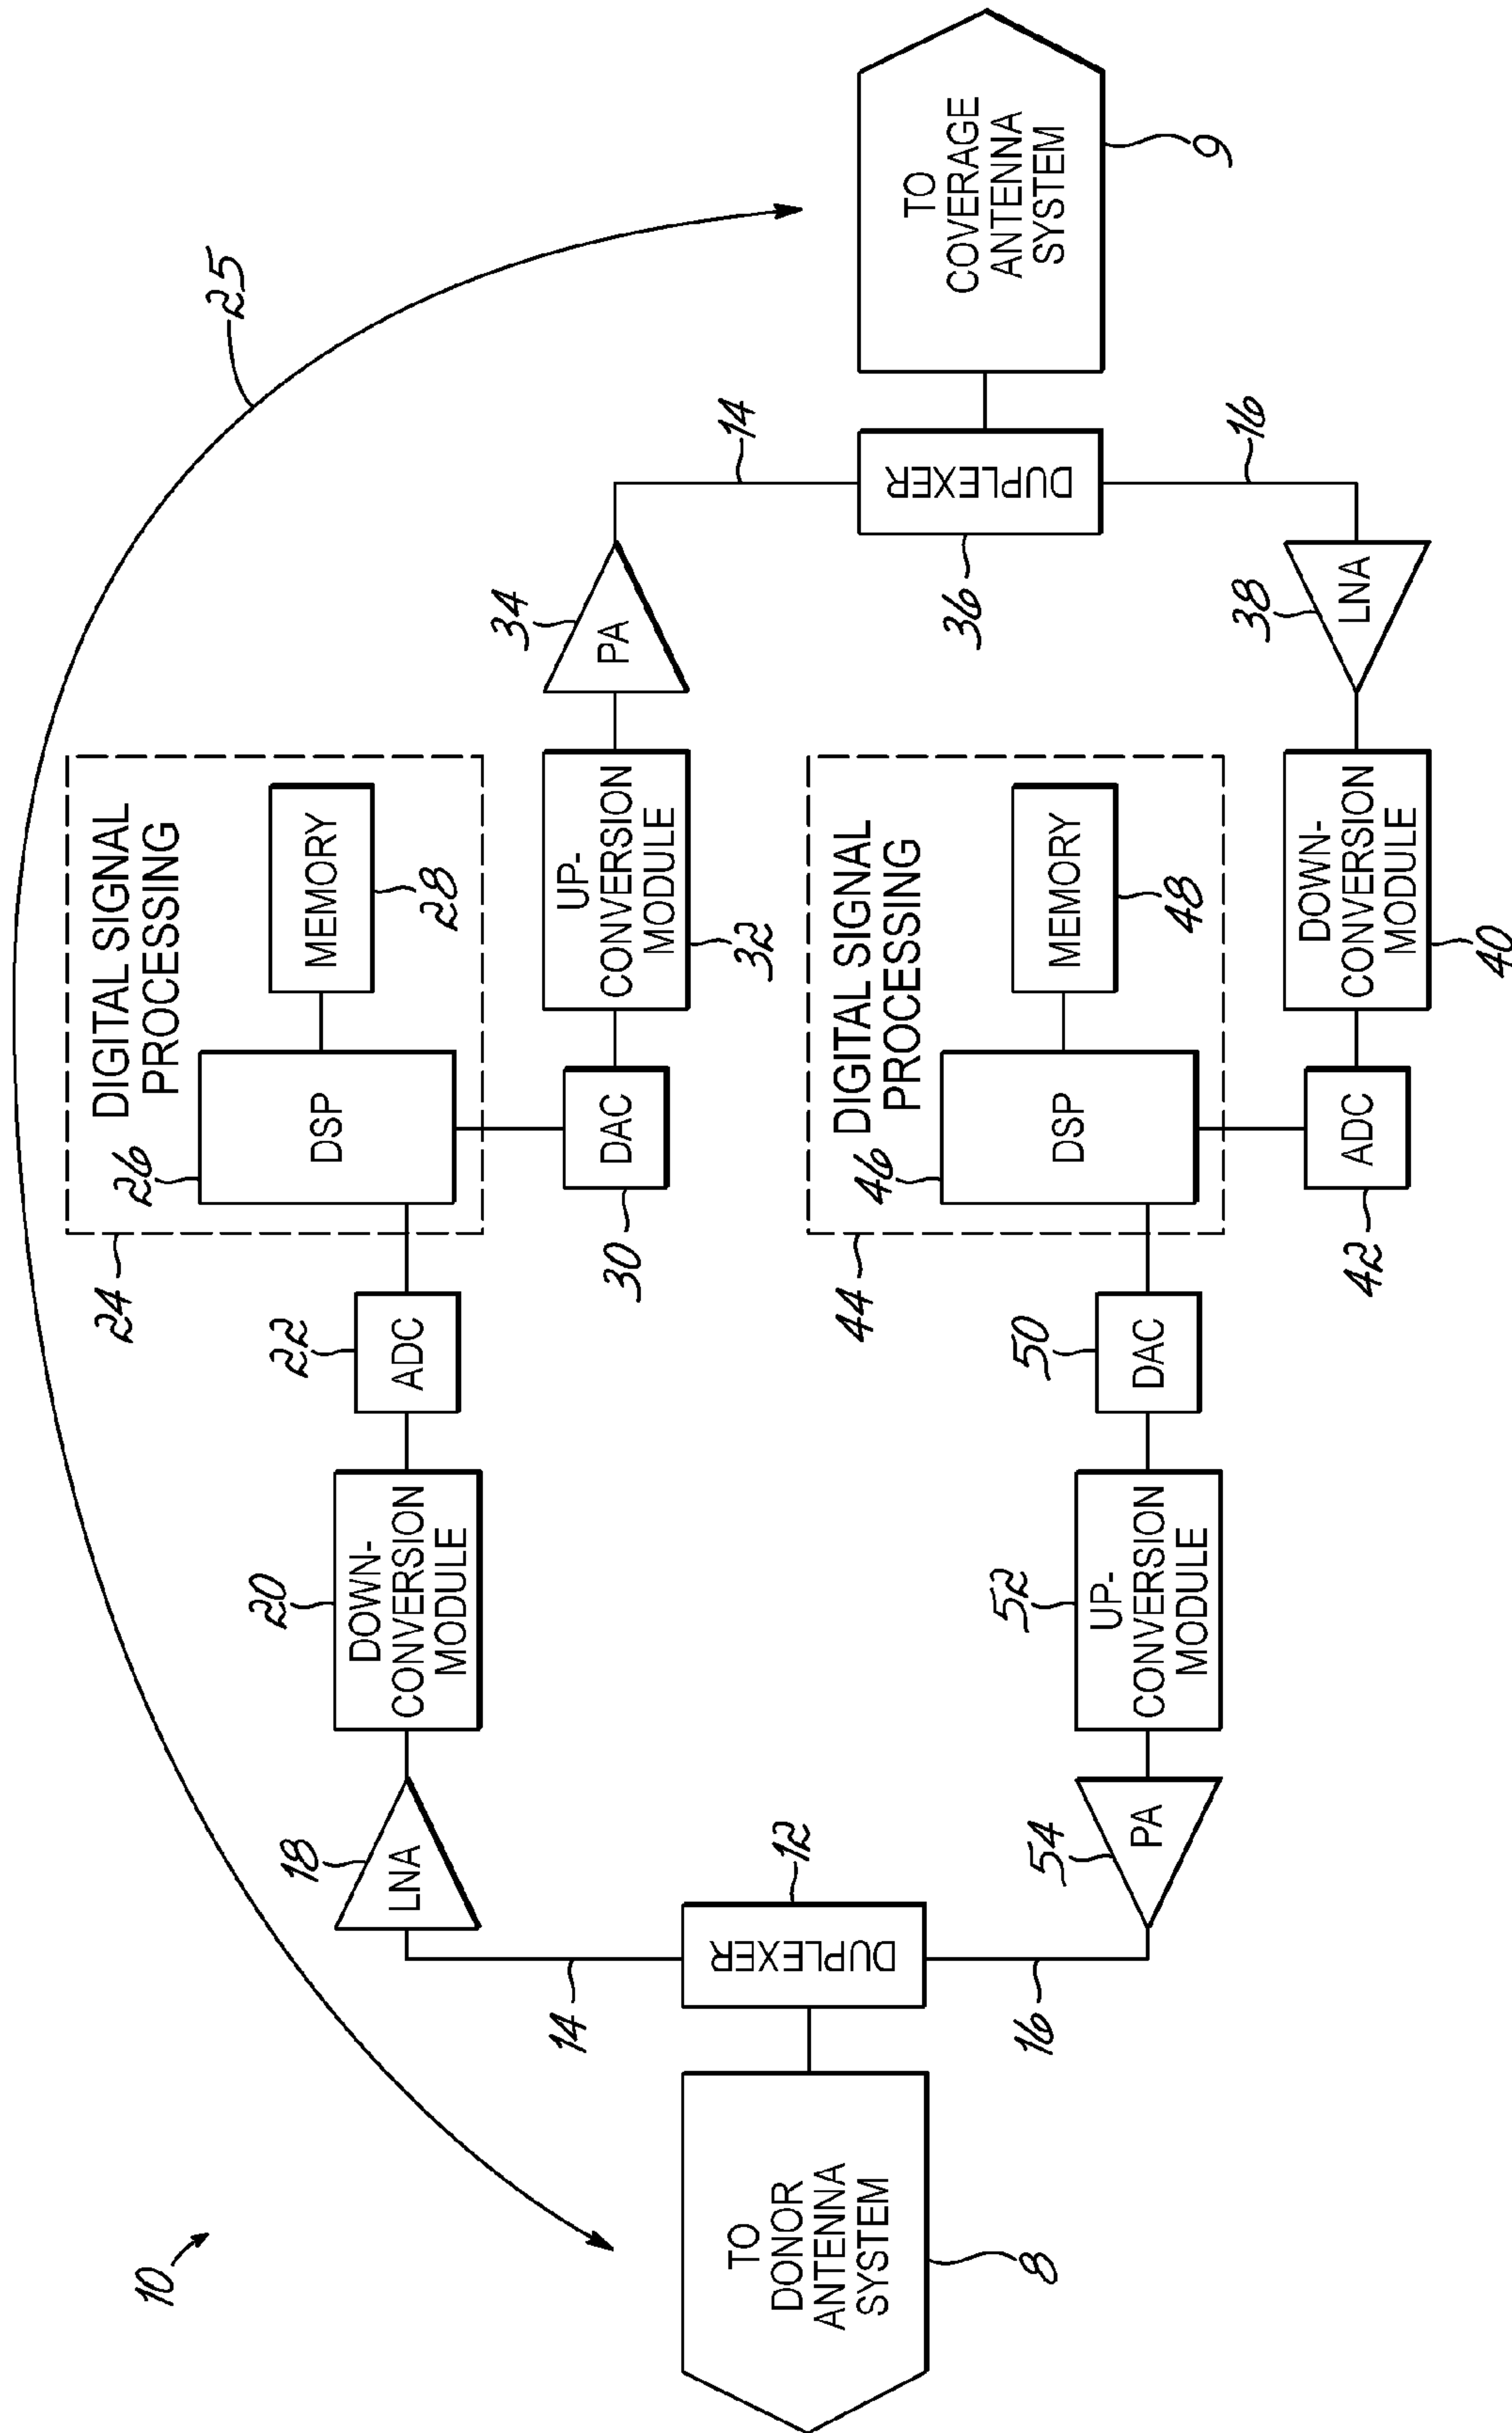 10
25
TO
DONOR
ANTENNA
SYSTEM
8
DUPLEXER
12
14
16
LNA
18
DOWN-
CONVERSION
MODULE
20
ADC
22
24
DIGITAL SIGNAL
PROCESSING
DSP
26
MEMORY
28
DAC
30
UP-
CONVERSION
MODULE
32
PA
34
14
DUPLEXER
36
TO
COVERAGE
ANTENNA
SYSTEM
9
16
LNA
38
DOWN-
CONVERSION
MODULE
40
ADC
42
44
DIGITAL SIGNAL
PROCESSING
DSP
46
MEMORY
48
DAC
50
UP-
CONVERSION
MODULE
52
PA
54